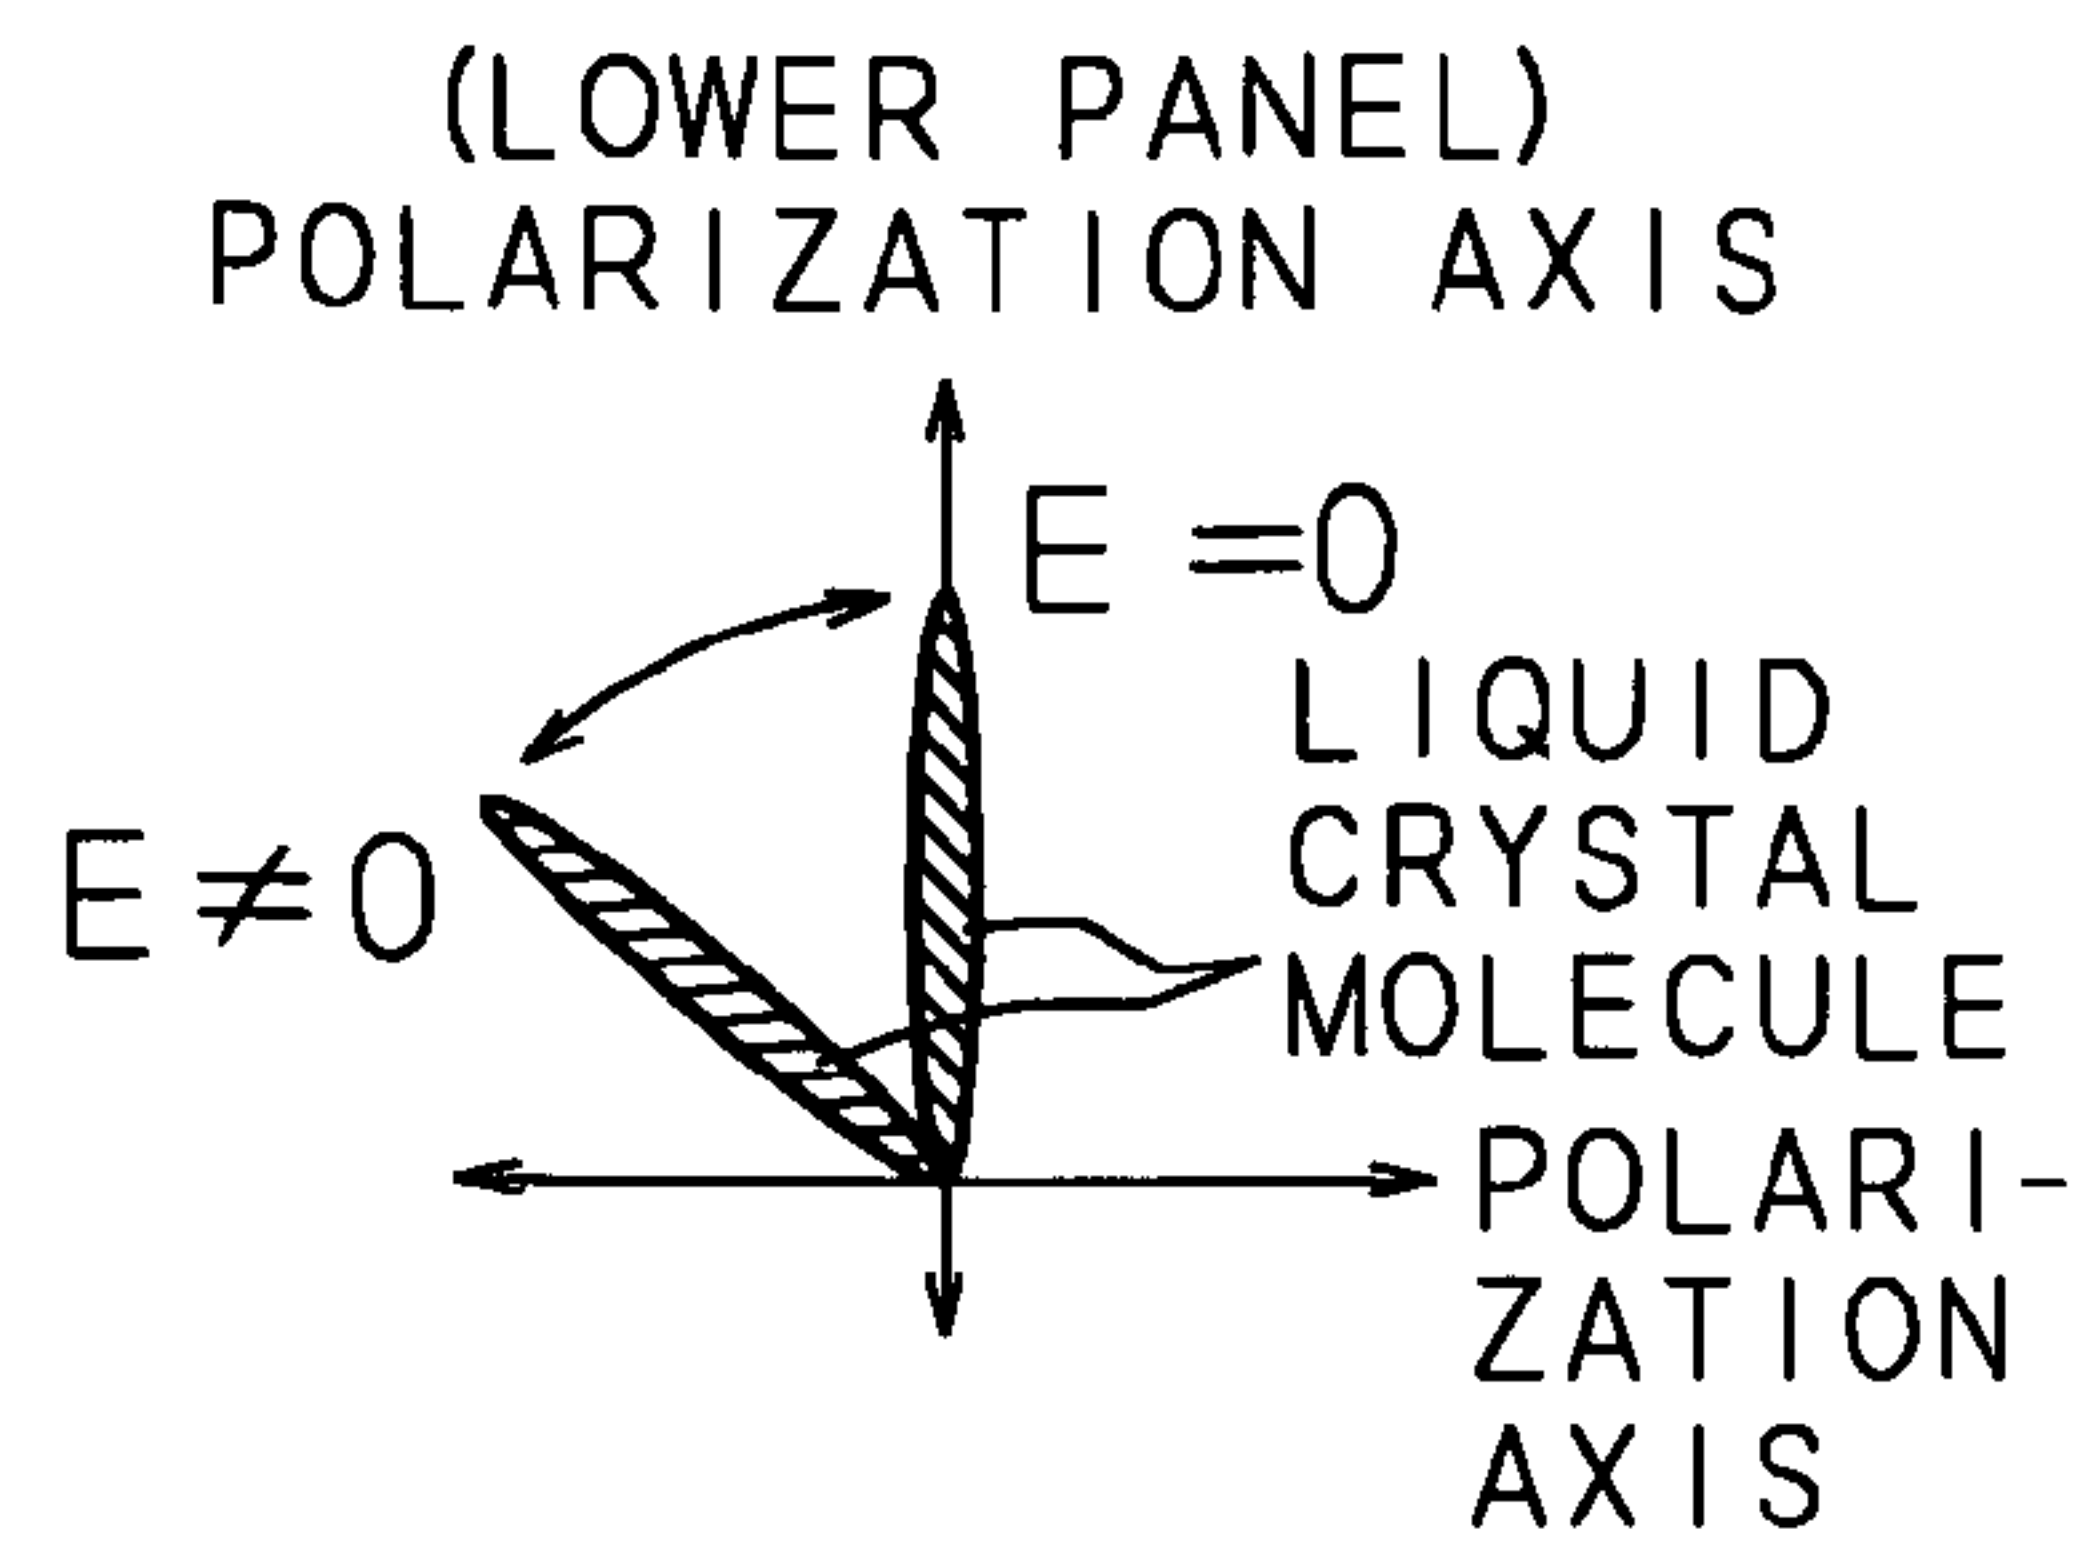 (LOWER PANEL)
POLARIZATION AXIS
E =0
E ≠ 0
LIQUID
CRYSTAL
MOLECULE
POLARI-
ZATION
AXIS